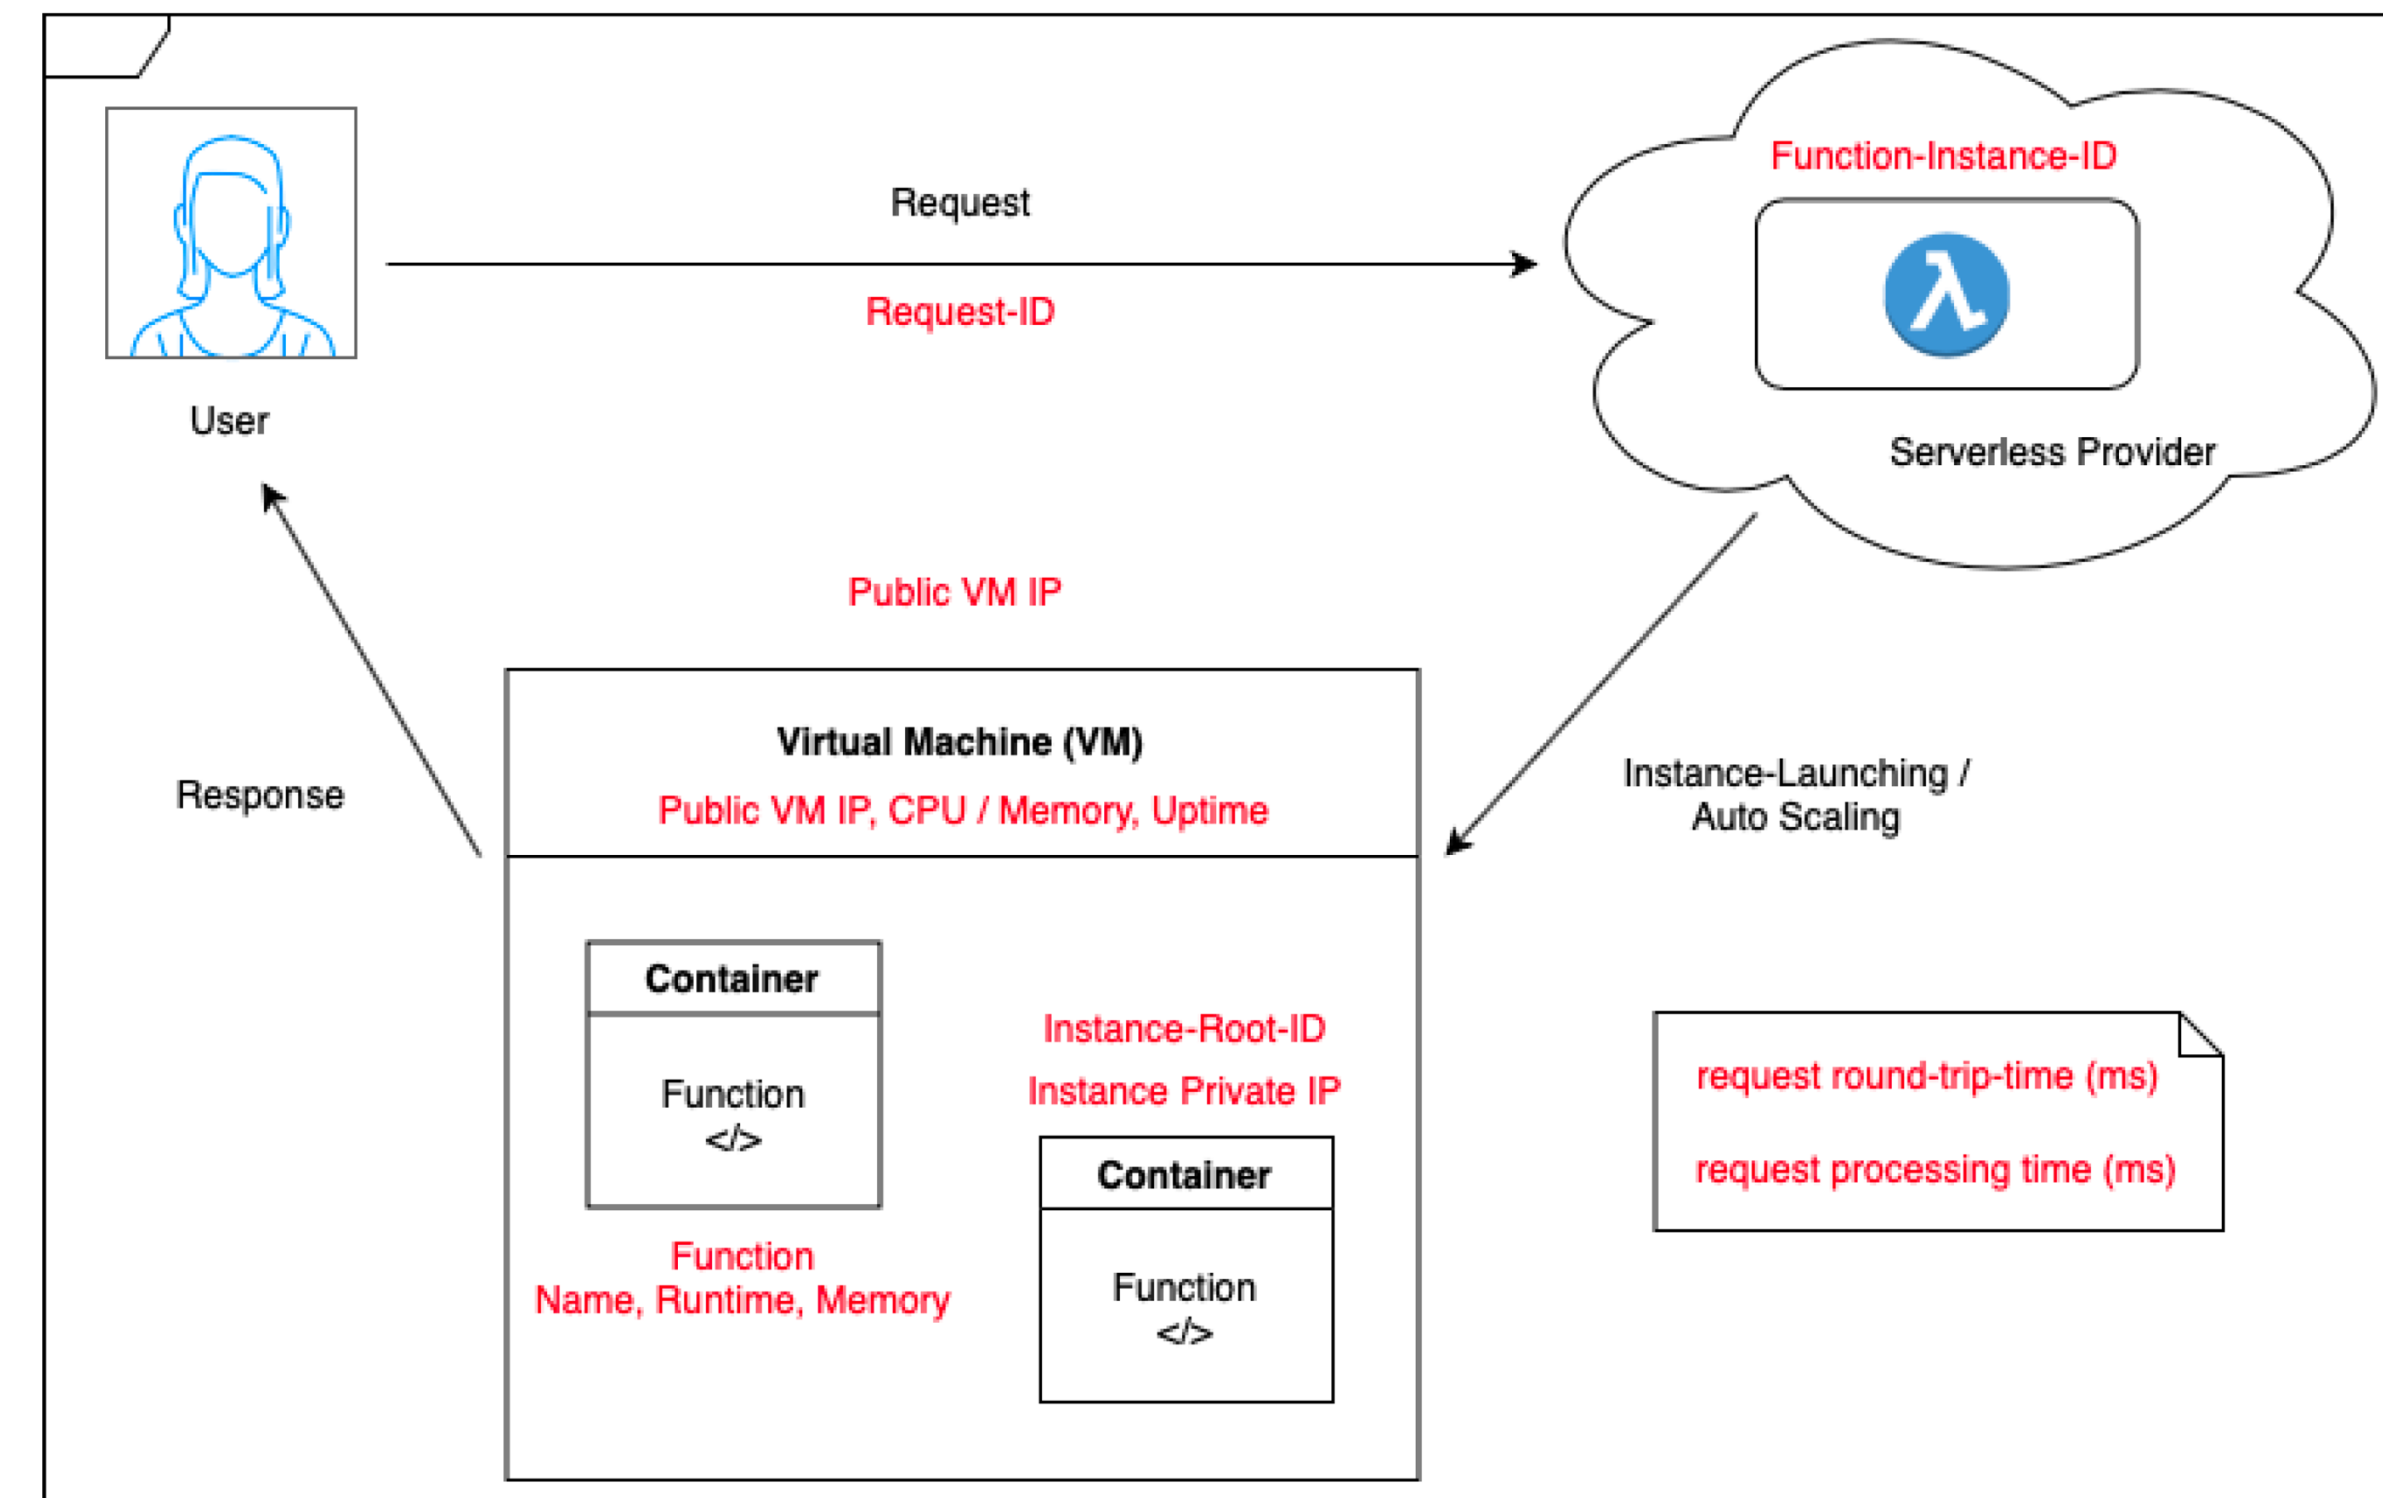 Function-Instance-ID
Request
Request-ID
User
Serverless Provider
Public VM IP
Virtual Machine (VM)
Public VM IP, CPU / Memory, Uptime
Response
Instance-Launching /
Auto Scaling
Container
Function
</>
Function
Name, Runtime, Memory
Instance-Root-ID
Instance Private IP
Container
Function
</>
request round-trip-time (ms)
request processing time (ms)